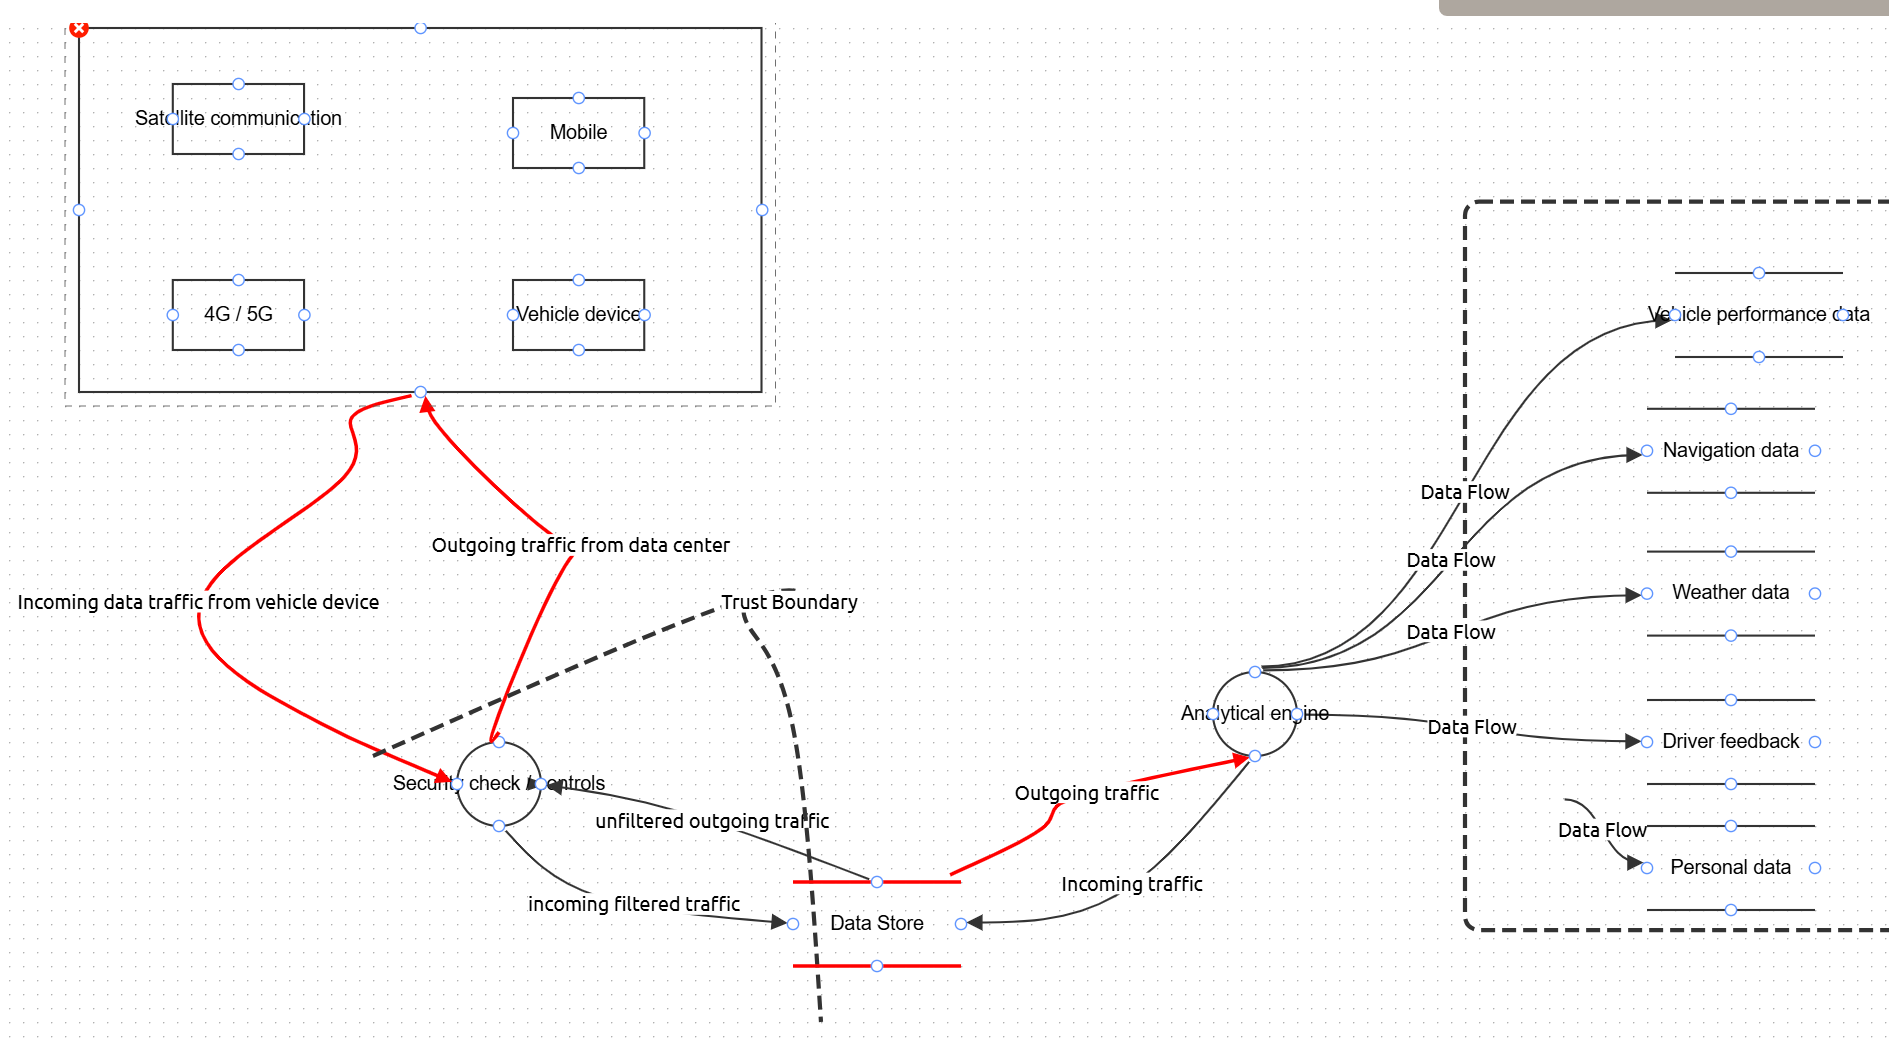 Satellite communication
Mobile
4G / 5G
Vehicle device
Vehicle performance data
Navigation data
Data Flow
Outgoing traffic from data center
Data Flow
Incoming data traffic from vehicle device
Trust Boundary
Weather data
Data Flow
Analytical engine
Data Flow
Driver feedback
Security check / controls
Outgoing traffic
unfiltered outgoing traffic
Data Flow
Personal data
Incoming traffic
incoming filtered traffic
Data Store